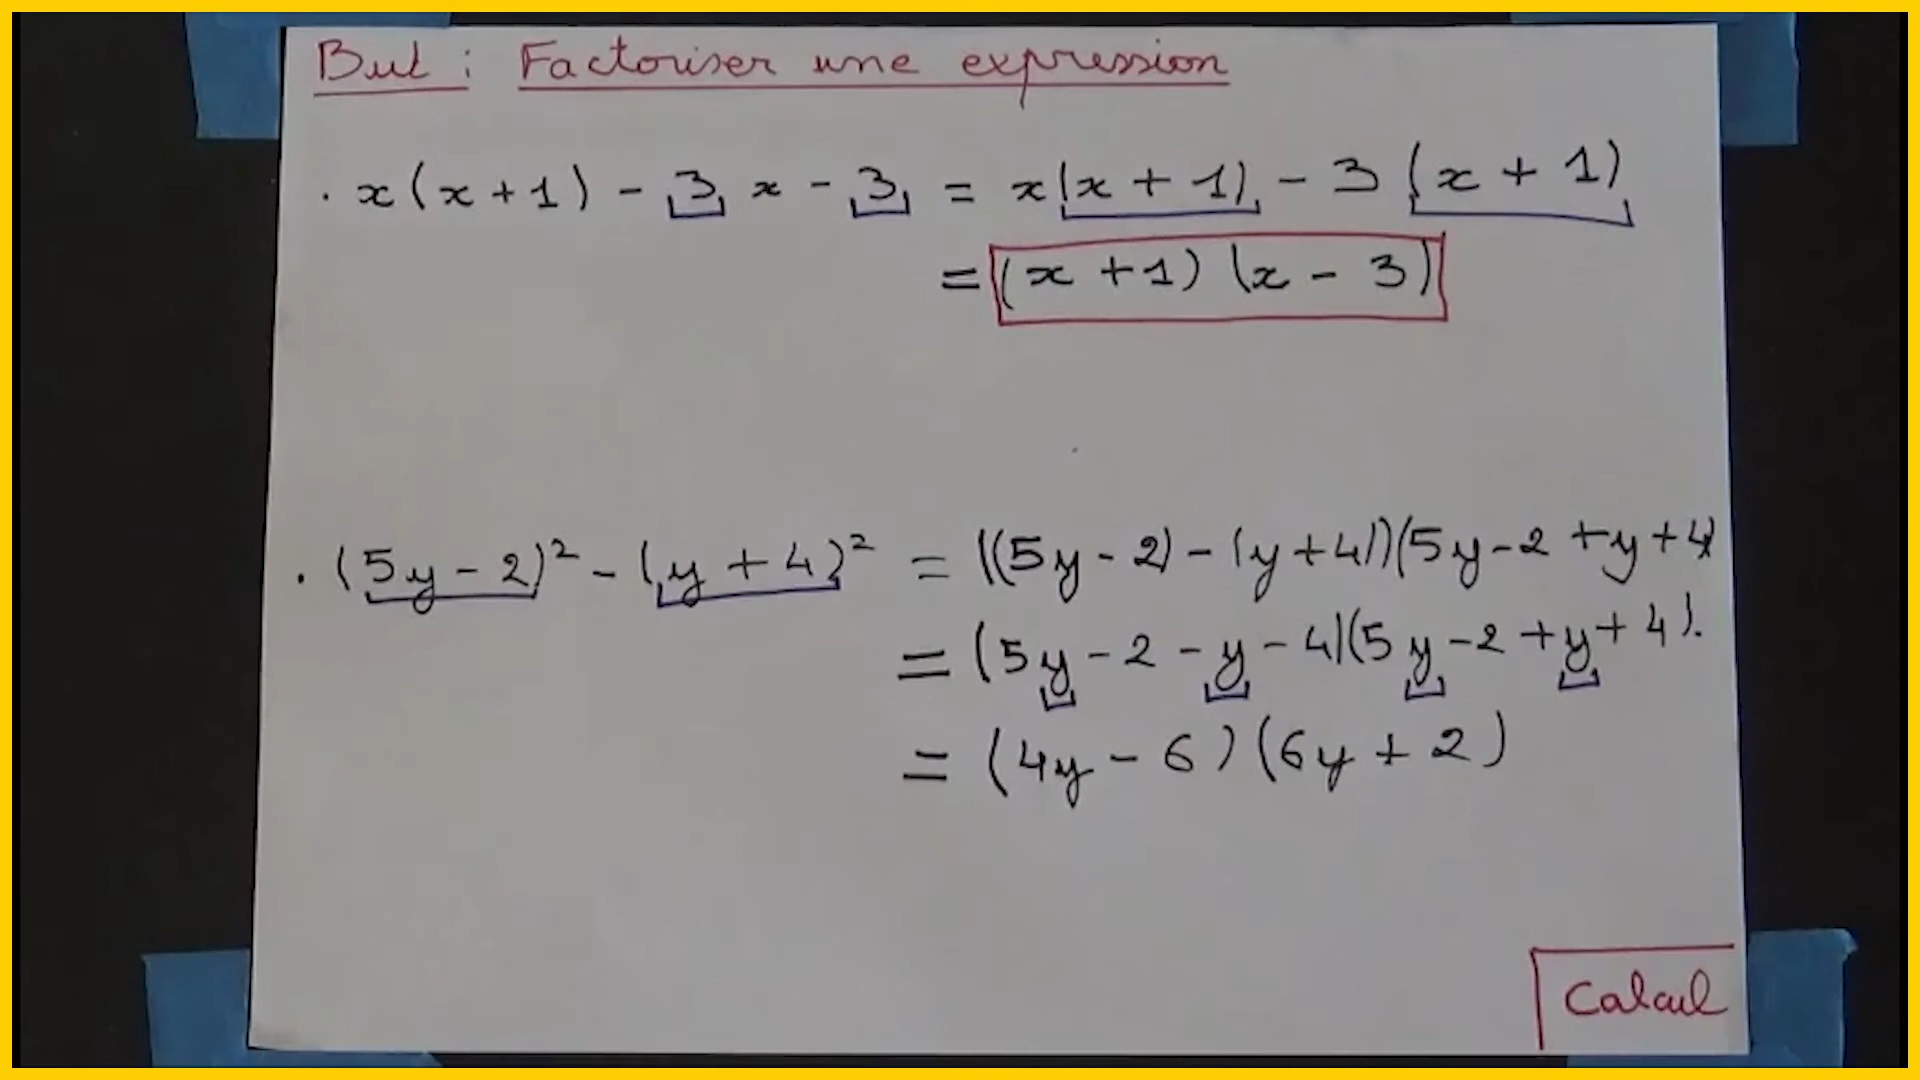 But : Factoriser une expression
. x(x+1) - 3x - 3 = x(x+1) - 3(x+1)
= (x+1)(x-3)
. (5y-2)² - (y+4)² = ((5y-2)-(y+4))(5y-2+y+4)
= (5y-2-y-4)(5y-2+y+4).
= (4y-6)(6y+2)
Calcul